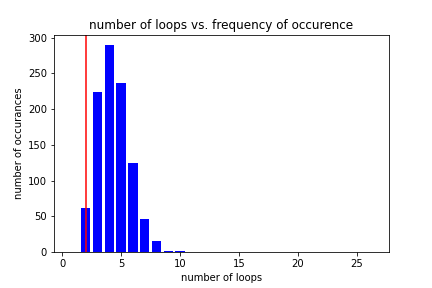 number of loops vs. frequency of occurence
300
250
200
150
100
50
0
number of occurances
0 5 10 15 20 25
number of loops